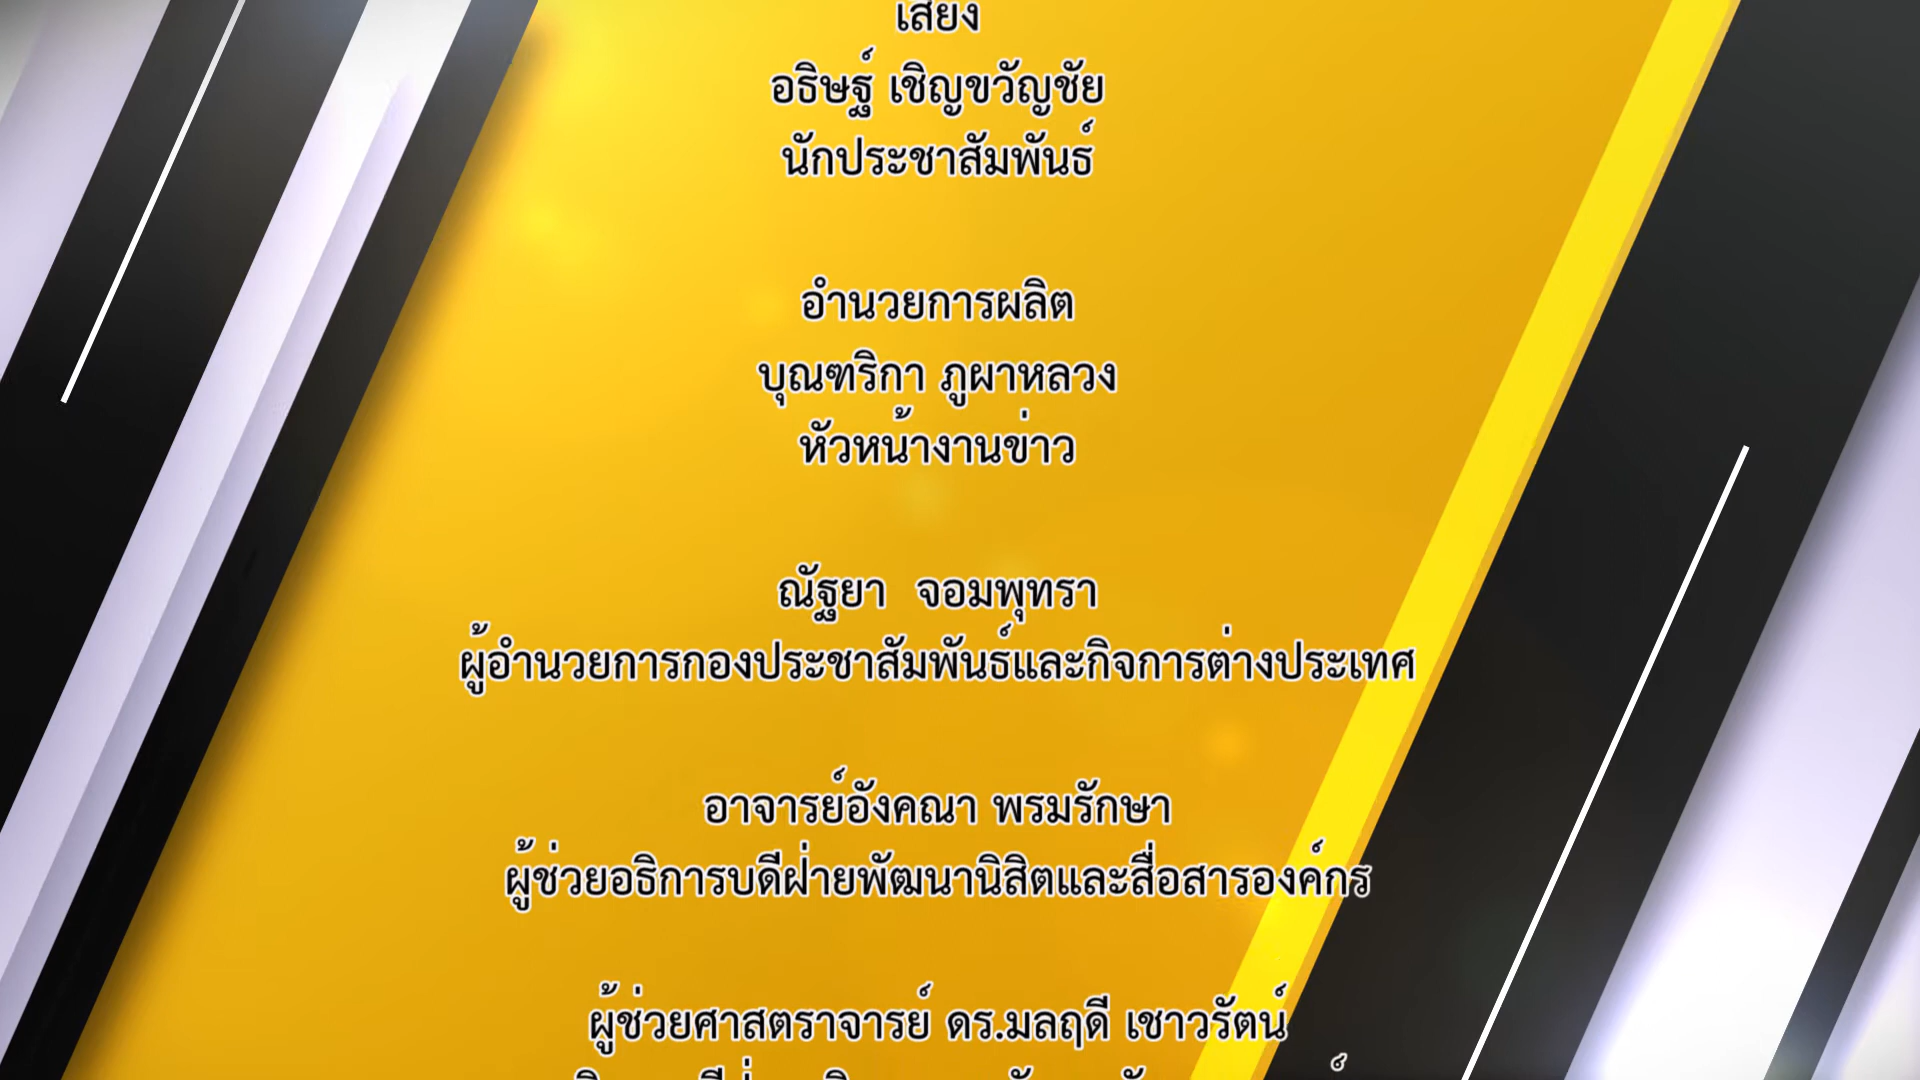 เสียง
อธิษฐ์ เชิญขวัญชัย
นักประชาสัมพันธ์
อำนวยการผลิต
บุณฑริกา ภูผาหลวง
หัวหน้างานข่าว
ณัฐยา  จอมพุทรา
ผู้อำนวยการกองประชาสัมพันธ์และกิจการต่างประเทศ
อาจารย์อังคณา พรมรักษา
ผู้ช่วยอธิการบดีฝ่ายพัฒนานิสิตและสื่อสารองค์กร
ผู้ช่วยศาสตราจารย์ ดร.มลฤดี เชาวรัตน์